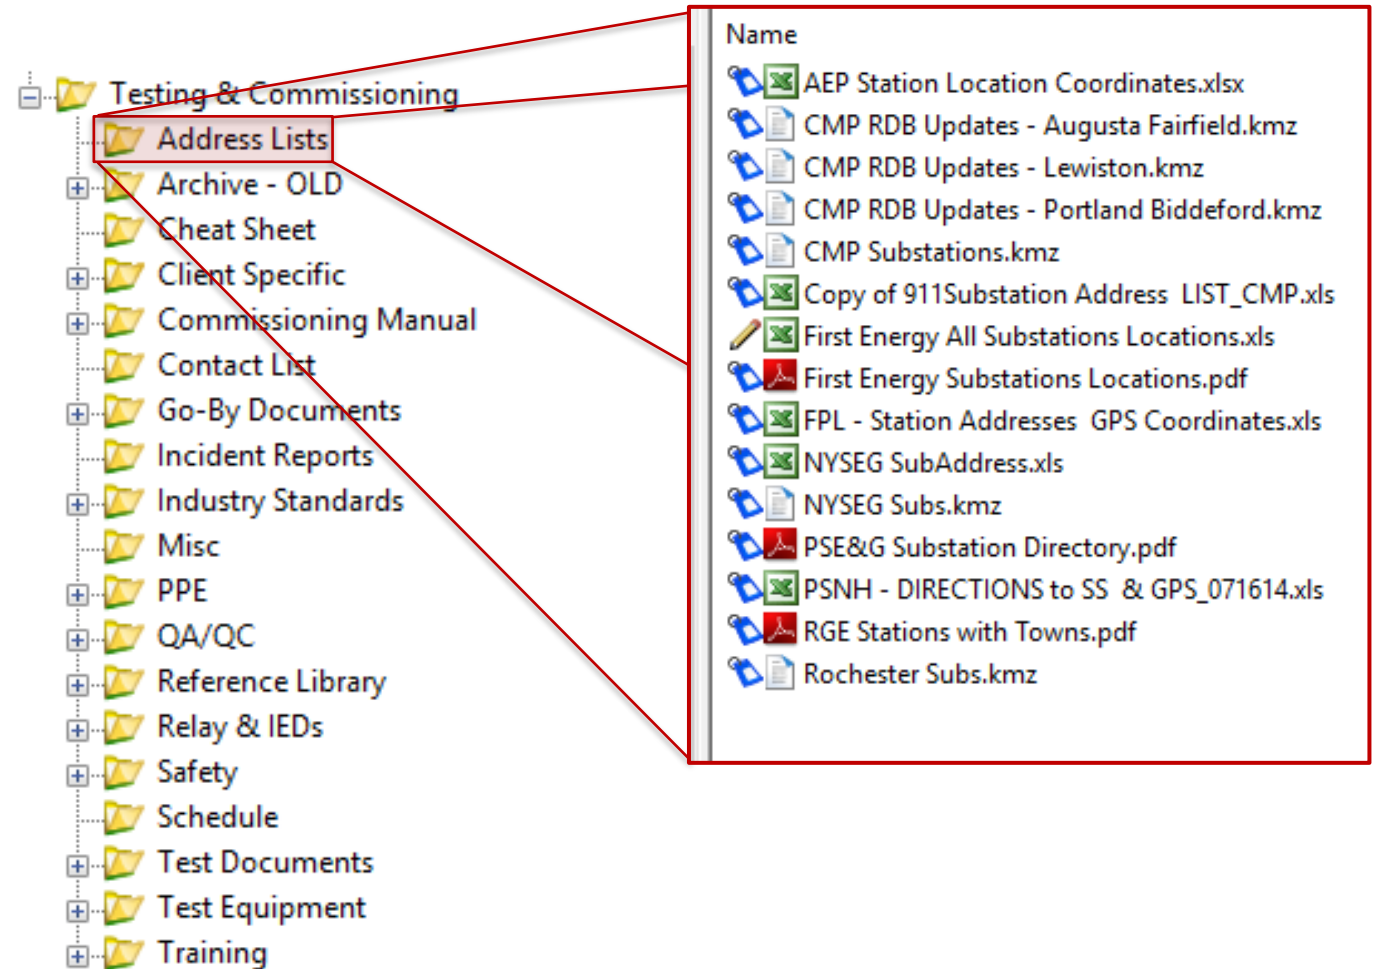 Testing & Commissioning
Address Lists
Archive - OLD
Cheat Sheet
Client Specific
Commissioning Manual
Contact List
Go-By Documents
Incident Reports
Industry Standards
Misc
PPE
QA/QC
Reference Library
Relay & IEDs
Safety
Schedule
Test Documents
Test Equipment
Training
Name
AEP Station Location Coordinates.xlsx
CMP RDB Updates - Augusta Fairfield.kmz
CMP RDB Updates - Lewiston.kmz
CMP RDB Updates - Portland Biddeford.kmz
CMP Substations.kmz
Copy of 911Substation Address  LIST_CMP.xls
First Energy All Substations Locations.xls
First Energy Substations Locations.pdf
FPL - Station Addresses  GPS Coordinates.xls
NYSEG SubAddress.xls
NYSEG Subs.kmz
PSE&G Substation Directory.pdf
PSNH - DIRECTIONS to SS  & GPS_071614.xls
RGE Stations with Towns.pdf
Rochester Subs.kmz